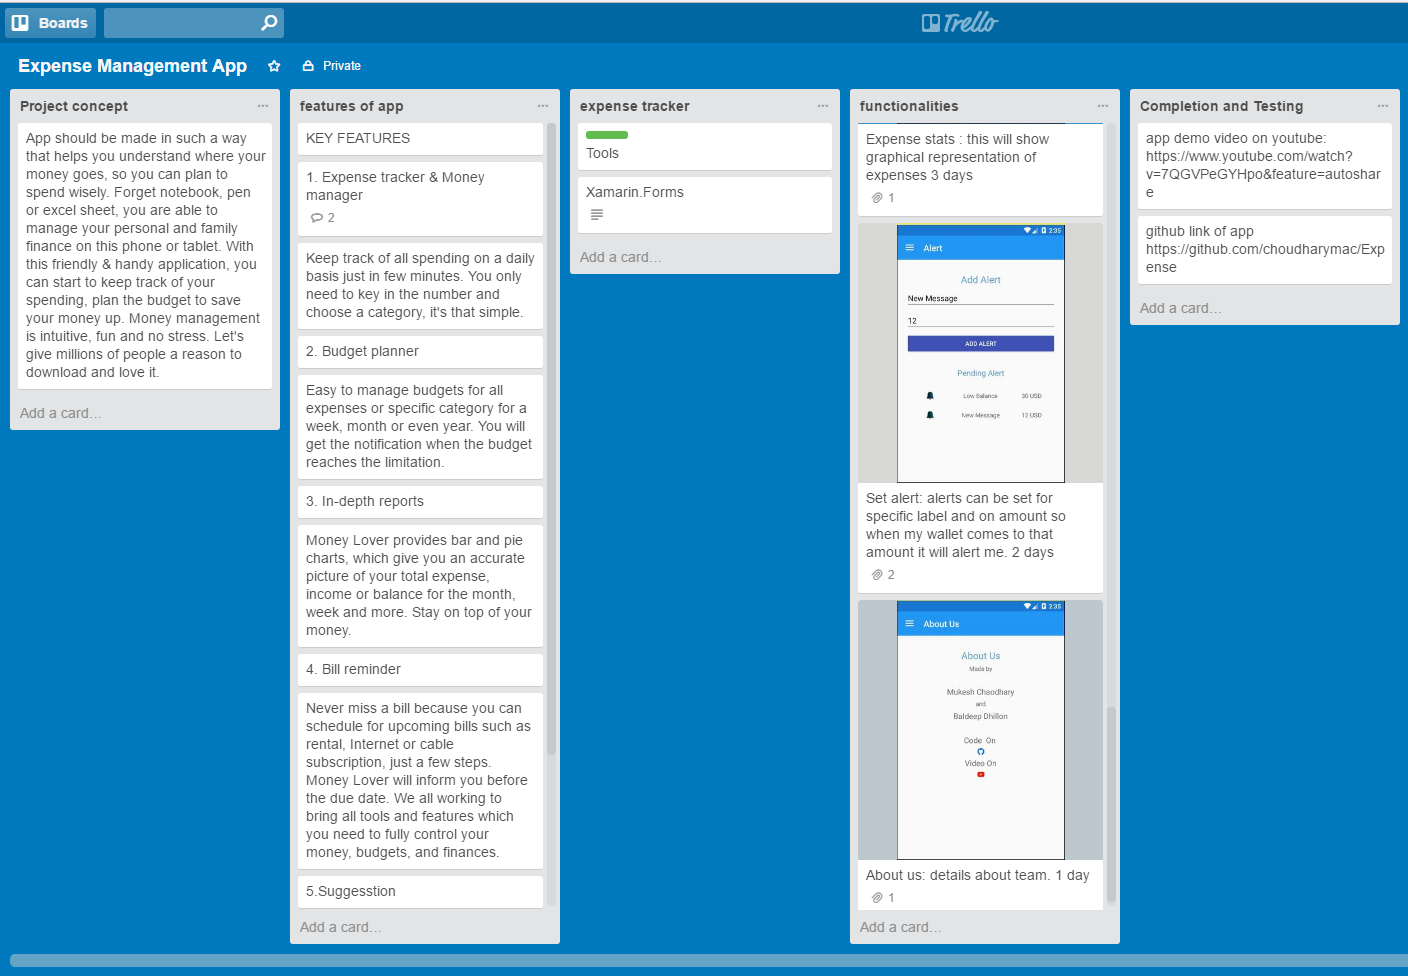 Boards
Trello
Expense Management App
Private
Project concept
App should be made in such a way
that helps you understand where your
money goes, so you can plan to
spend wisely. Forget notebook, pen
or excel sheet, you are able to
manage your personal and family
finance on this phone or tablet. With
this friendly & handy application, you
can start to keep track of your
spending, plan the budget to save
your money up. Money management
is intuitive, fun and no stress. Let's
give millions of people a reason to
download and love it.
Add a card...
features of app
KEY FEATURES
1. Expense tracker & Money
manager
2
Keep track of all spending on a daily
basis just in few minutes. You only
need to key in the number and
choose a category, it's that simple.
2. Budget planner
Easy to manage budgets for all
expenses or specific category for a
week, month or even year. You will
get the notification when the budget
reaches the limitation.
3. In-depth reports
Money Lover provides bar and pie
charts, which give you an accurate
picture of your total expense,
income or balance for the month,
week and more. Stay on top of your
money.
4. Bill reminder
Never miss a bill because you can
schedule for upcoming bills such as
rental, Internet or cable
subscription, just a few steps.
Money Lover will inform you before
the due date. We all working to
bring all tools and features which
you need to fully control your
money, budgets, and finances.
5.Suggesstion
Add a card...
expense tracker
Tools
Xamarin.Forms
Add a card...
functionalities
Expense stats : this will show
graphical representation of
expenses 3 days
1
2:35
Alert
Add Alert
New Message
12
ADD ALERT
Pending Alert
Low Balance 30 USD
New Message 12 USD
Set alert: alerts can be set for
specific label and on amount so
when my wallet comes to that
amount it will alert me. 2 days
2
2:35
About Us
About Us
Made by
Mukesh Chaodhary
and
Baldeep Dhillon
Code On
Video On
About us: details about team. 1 day
1
Add a card...
Completion and Testing
app demo video on youtube:
https://www.youtube.com/watch?
v=7QGVPeGYHpo&feature=autoshar
e
github link of app
https://github.com/choudharymac/Exp
ense
Add a card...